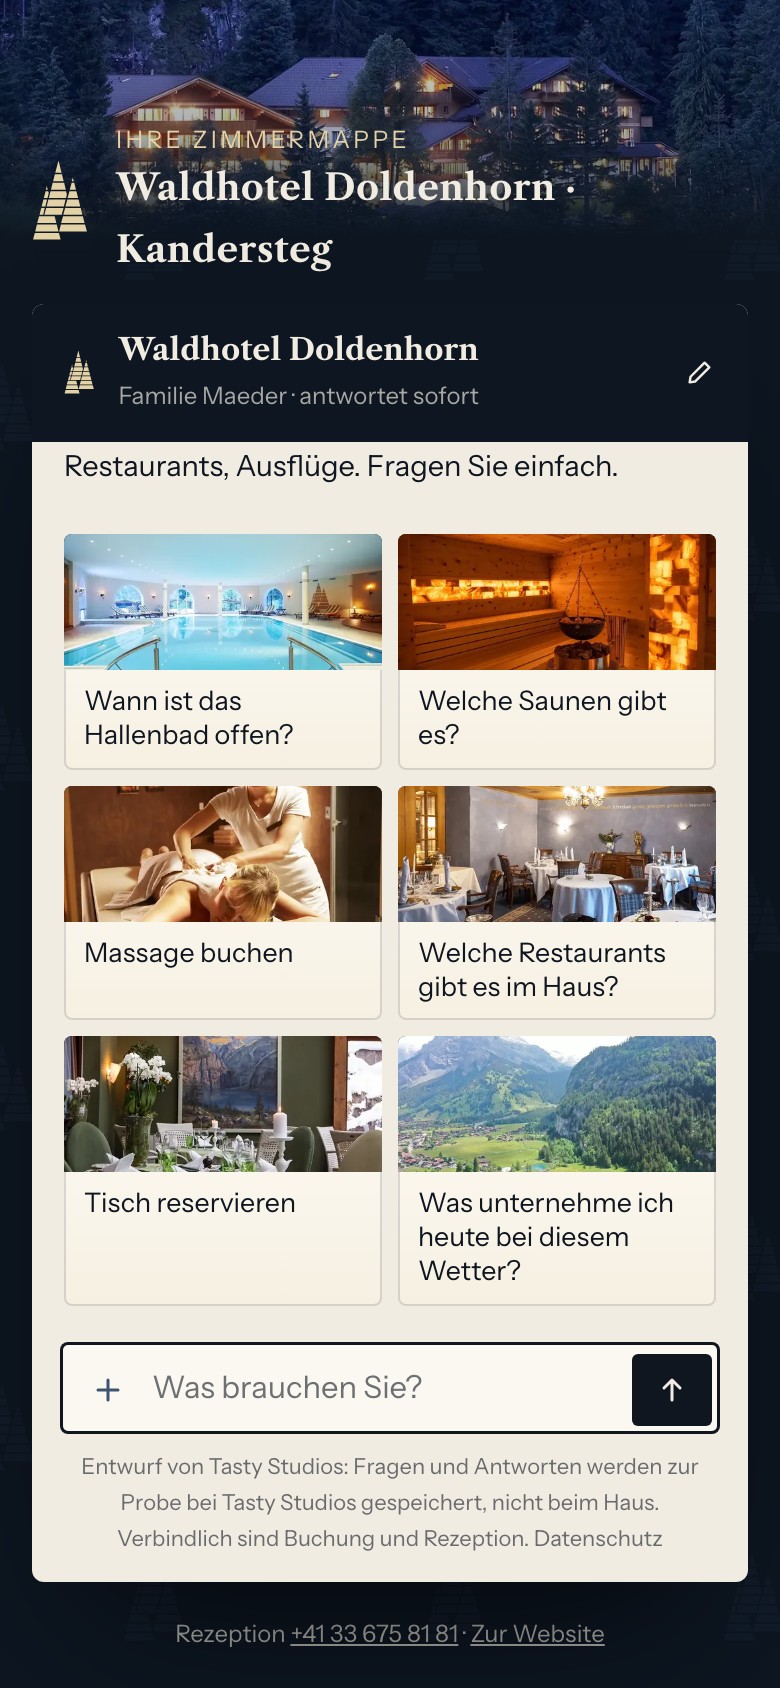 IHRE ZIMMERMAPPE
Waldhotel Doldenhorn ·
Kandersteg
Waldhotel Doldenhorn
Familie Maeder · antwortet sofort
Restaurants, Ausflüge. Fragen Sie einfach.
Wann ist das
Hallenbad offen?
Welche Saunen gibt
es?
Massage buchen
Welche Restaurants
gibt es im Haus?
Tisch reservieren
Was unternehme ich
heute bei diesem
Wetter?
Was brauchen Sie?
Entwurf von Tasty Studios: Fragen und Antworten werden zur
Probe bei Tasty Studios gespeichert, nicht beim Haus.
Verbindlich sind Buchung und Rezeption. Datenschutz
Rezeption +41 33 675 81 81 · Zur Website